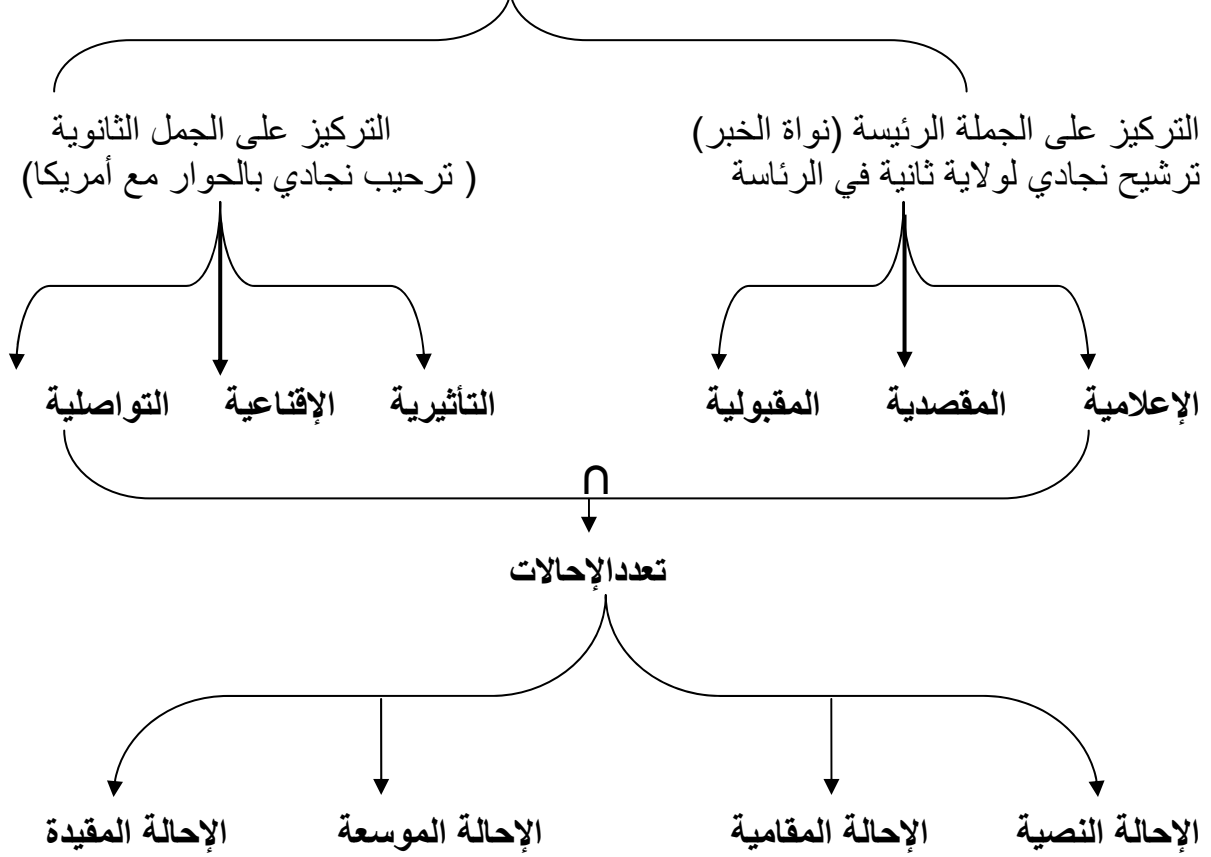 التركيز على الجملة الرئيسة (نواة الخبر)
ترشيح نجادي لولاية ثانية في الرئاسة
التركيز على الجمل الثانوية
( ترحيب نجادي بالحوار مع أمريكا)
الإعلامية المقصدية المقبولية التأثيرية الإقناعية التواصلية
∩
تعددالإحالات
الإحالة النصية الإحالة المقامية الإحالة الموسعة الإحالة المقيدة